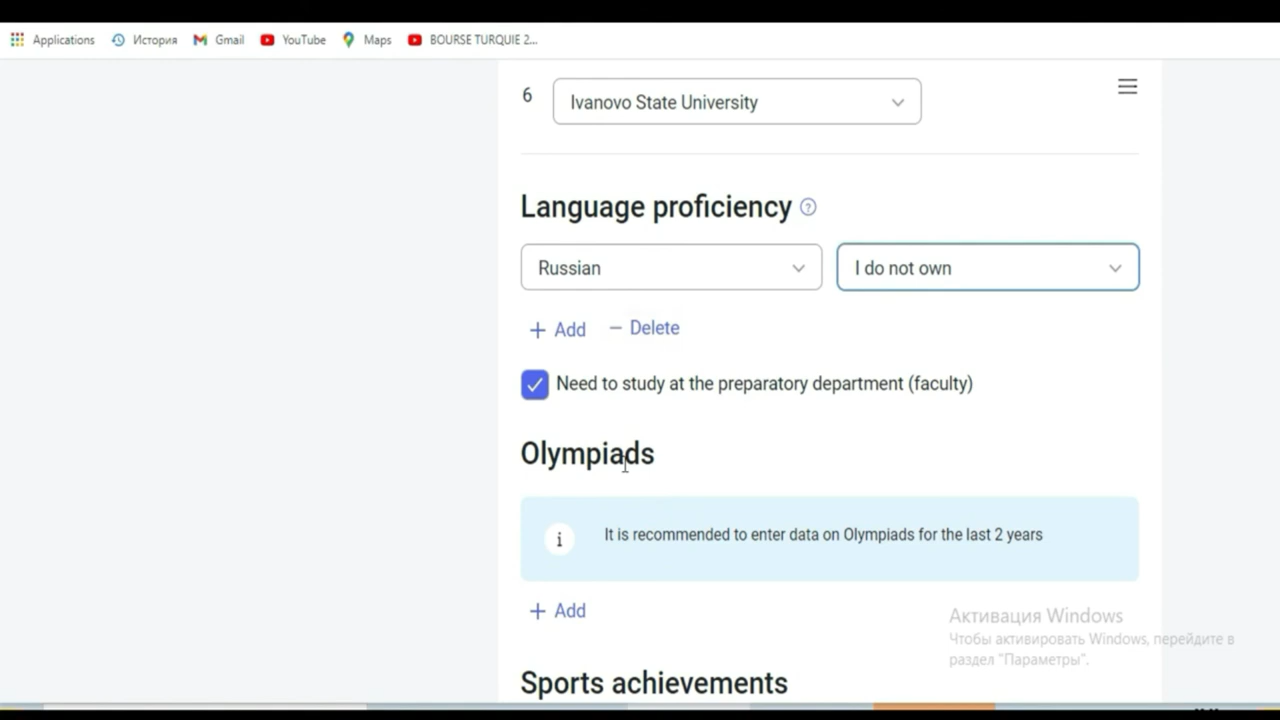 Applications История Gmail YouTube Maps BOURSE TURQUIE 2...
6 Ivanovo State University
Language proficiency ?
Russian I do not own
+ Add − Delete
Need to study at the preparatory department (faculty)
Olympiads
i It is recommended to enter data on Olympiads for the last 2 years
+ Add
Активация Windows
Чтобы активировать Windows, перейдите в
раздел "Параметры".
Sports achievements